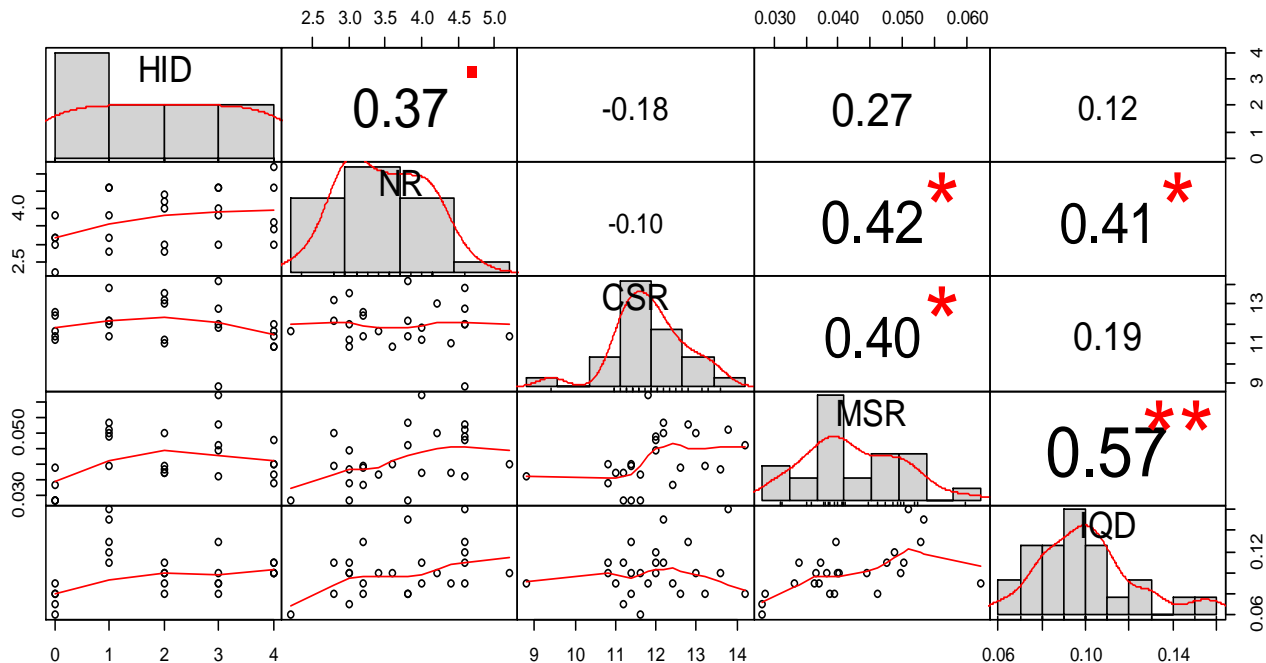 2.5 3.0 3.5 4.0 4.5 5.0 0.030 0.040 0.050 0.060
HID 0.37 -0.18 0.27 0.12 0 1 2 3 4
2.5 4.0 NR -0.10 0.42 * 0.41 *
CSR 0.40 * 0.19 9 11 13
0.030 0.050 MSR 0.57 **
IQD 0.06 0.12
0 1 2 3 4 9 10 11 12 13 14 0.06 0.10 0.14